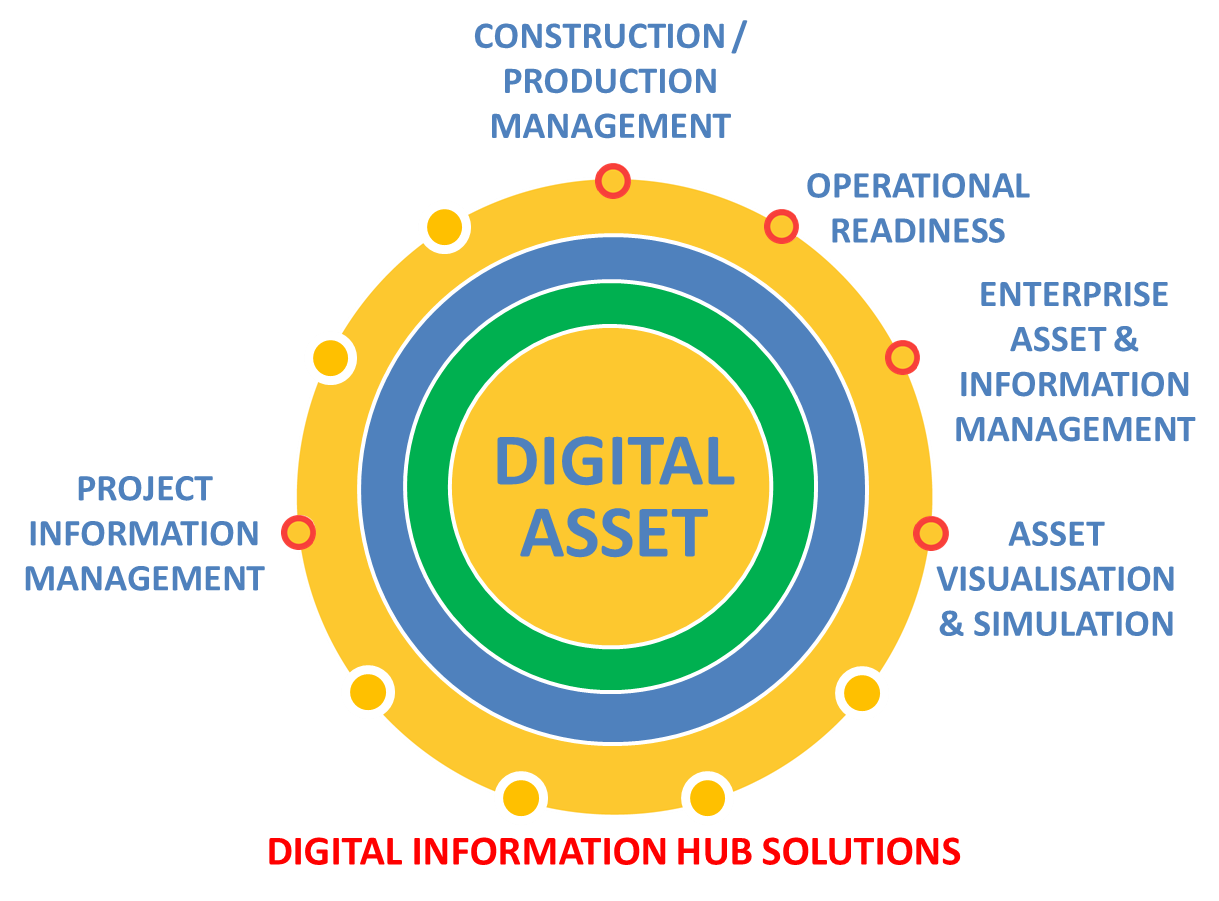 CONSTRUCTION /
PRODUCTION
MANAGEMENT
OPERATIONAL
READINESS
ENTERPRISE
ASSET &
INFORMATION
MANAGEMENT
DIGITAL
ASSET
PROJECT
INFORMATION
MANAGEMENT
ASSET
VISUALISATION
& SIMULATION
DIGITAL INFORMATION HUB SOLUTIONS